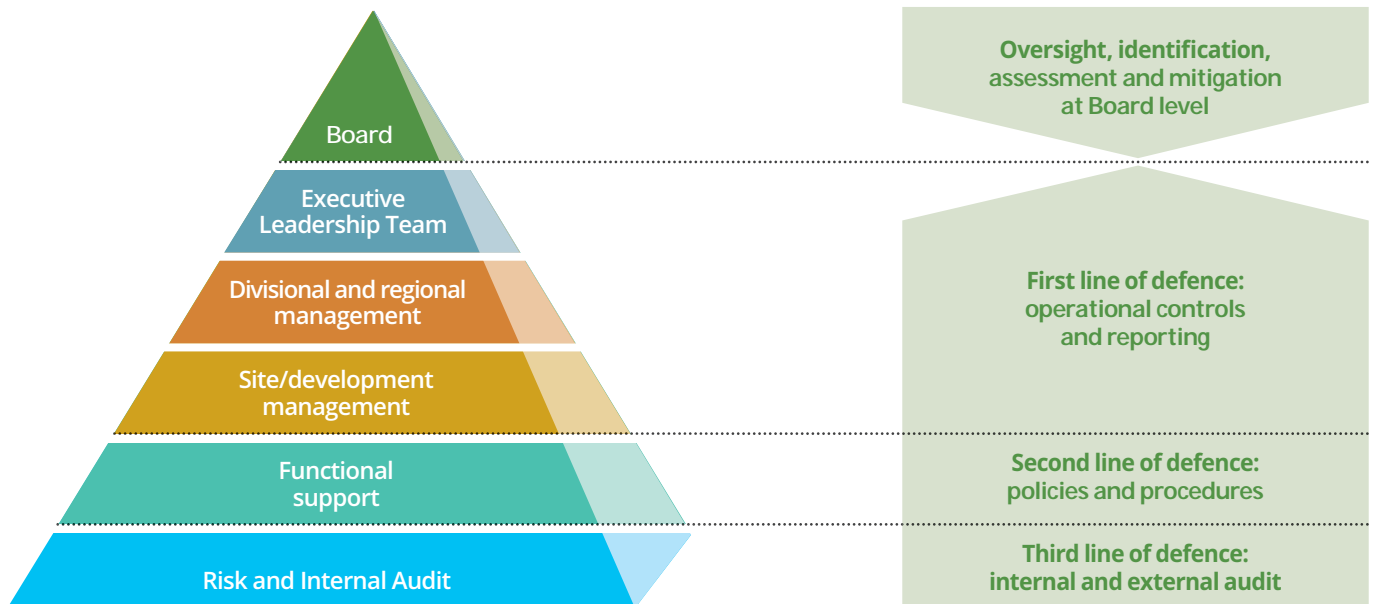 Board
Oversight, identification,
assessment and mitigation
at Board level
Executive
Leadership Team
Divisional and regional
management
Site/development
management
First line of defence:
operational controls
and reporting
Functional
support
Second line of defence:
policies and procedures
Risk and Internal Audit
Third line of defence:
internal and external audit